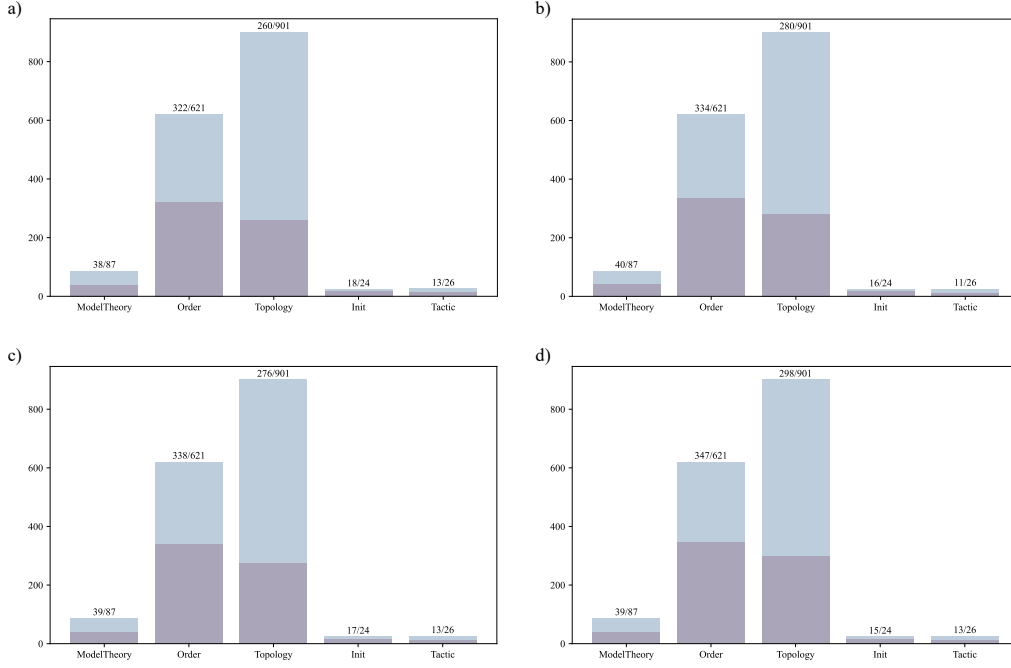 a)
260/901
800
322/621
600
400
200
38/87
18/24
13/26
0
ModelTheory
Order
Topology
Init
Tactic
b)
280/901
800
334/621
600
400
200
40/87
16/24
11/26
0
ModelTheory
Order
Topology
Init
Tactic
c)
276/901
800
338/621
600
400
200
39/87
17/24
13/26
0
ModelTheory
Order
Topology
Init
Tactic
d)
298/901
800
347/621
600
400
200
39/87
15/24
13/26
0
ModelTheory
Order
Topology
Init
Tactic